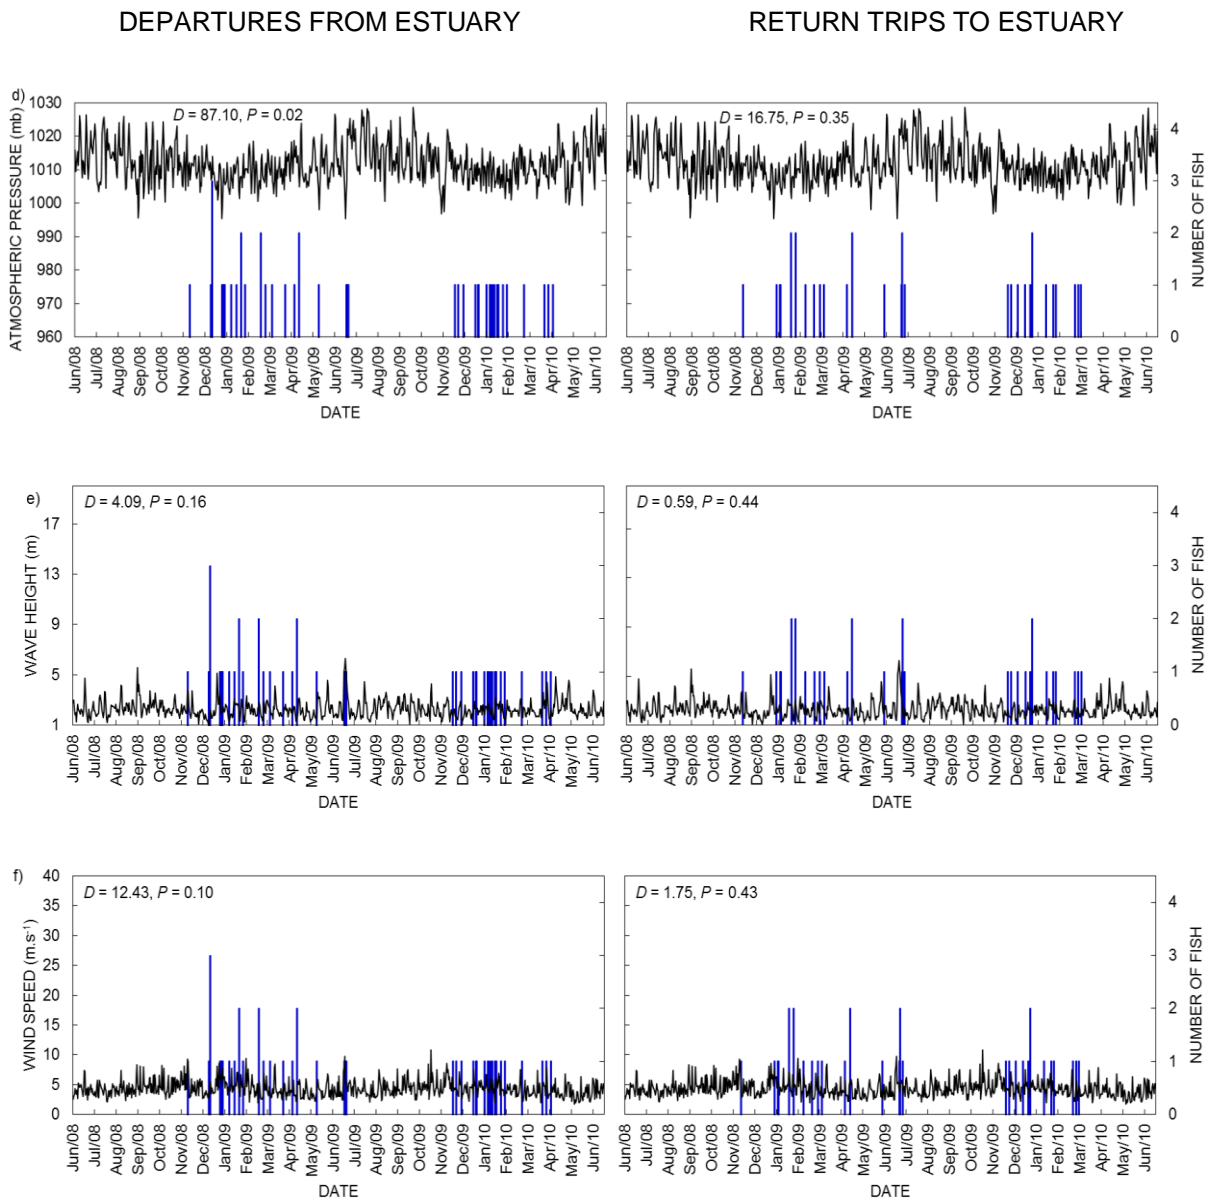 DEPARTURES FROM ESTUARY
RETURN TRIPS TO ESTUARY
d)
D = 87.10, P = 0.02
D = 16.75, P = 0.35
ATMOSPHERIC PRESSURE (mb)
1030
1020
1010
1000
990
980
970
960
4
3
2
1
0
NUMBER OF FISH
Jun/08 Jul/08 Aug/08 Sep/08 Oct/08 Nov/08 Dec/08 Jan/09 Feb/09 Mar/09 Apr/09 May/09 Jun/09 Jul/09 Aug/09 Sep/09 Oct/09 Nov/09 Dec/09 Jan/10 Feb/10 Mar/10 Apr/10 May/10 Jun/10
DATE
Jun/08 Jul/08 Aug/08 Sep/08 Oct/08 Nov/08 Dec/08 Jan/09 Feb/09 Mar/09 Apr/09 May/09 Jun/09 Jul/09 Aug/09 Sep/09 Oct/09 Nov/09 Dec/09 Jan/10 Feb/10 Mar/10 Apr/10 May/10 Jun/10
DATE
e)
D = 4.09, P = 0.16
D = 0.59, P = 0.44
WAVE HEIGHT (m)
17
13
9
5
1
4
3
2
1
0
NUMBER OF FISH
Jun/08 Jul/08 Aug/08 Sep/08 Oct/08 Nov/08 Dec/08 Jan/09 Feb/09 Mar/09 Apr/09 May/09 Jun/09 Jul/09 Aug/09 Sep/09 Oct/09 Nov/09 Dec/09 Jan/10 Feb/10 Mar/10 Apr/10 May/10 Jun/10
DATE
Jun/08 Jul/08 Aug/08 Sep/08 Oct/08 Nov/08 Dec/08 Jan/09 Feb/09 Mar/09 Apr/09 May/09 Jun/09 Jul/09 Aug/09 Sep/09 Oct/09 Nov/09 Dec/09 Jan/10 Feb/10 Mar/10 Apr/10 May/10 Jun/10
DATE
f)
D = 12.43, P = 0.10
D = 1.75, P = 0.43
WIND SPEED (m.s⁻¹)
40
35
30
25
20
15
10
5
0
4
3
2
1
0
NUMBER OF FISH
Jun/08 Jul/08 Aug/08 Sep/08 Oct/08 Nov/08 Dec/08 Jan/09 Feb/09 Mar/09 Apr/09 May/09 Jun/09 Jul/09 Aug/09 Sep/09 Oct/09 Nov/09 Dec/09 Jan/10 Feb/10 Mar/10 Apr/10 May/10 Jun/10
DATE
Jun/08 Jul/08 Aug/08 Sep/08 Oct/08 Nov/08 Dec/08 Jan/09 Feb/09 Mar/09 Apr/09 May/09 Jun/09 Jul/09 Aug/09 Sep/09 Oct/09 Nov/09 Dec/09 Jan/10 Feb/10 Mar/10 Apr/10 May/10 Jun/10
DATE